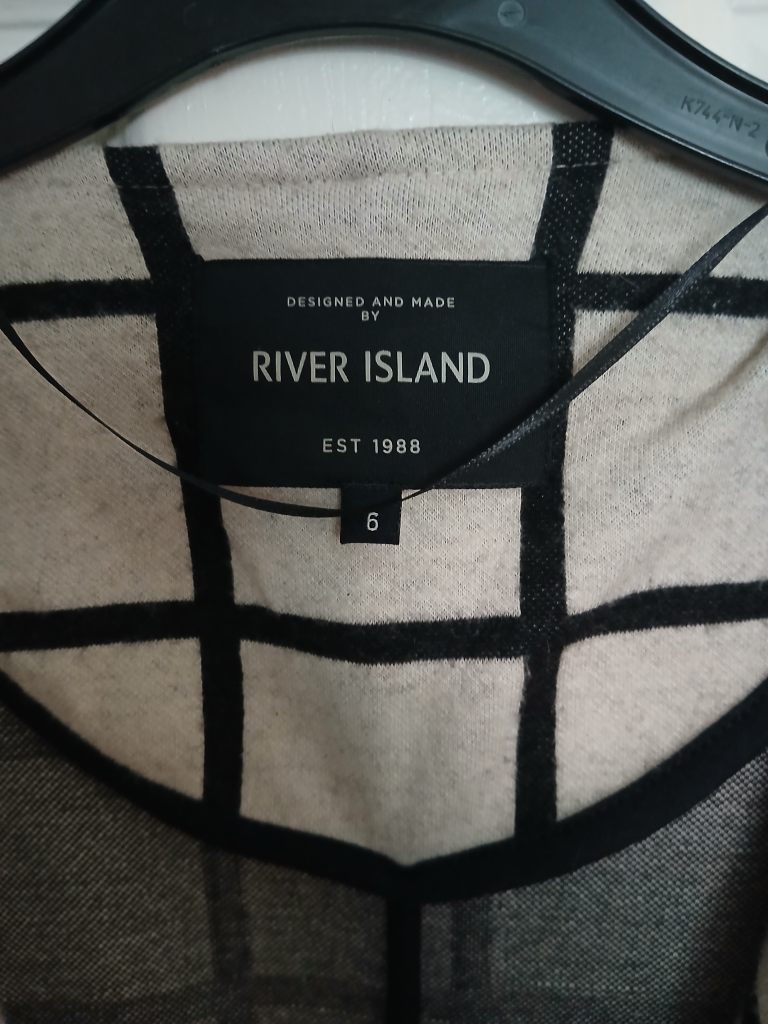 K744-N-2
DESIGNED AND MADE
BY
RIVER ISLAND
EST 1988
6